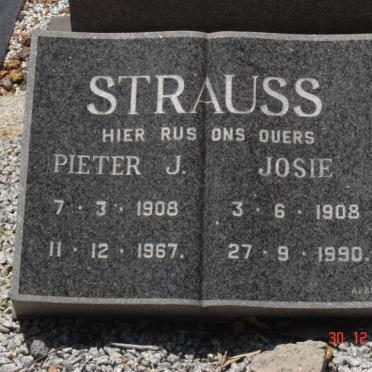 STRAUSS
HIER RUS ONS OUERS
PIETER J. JOSIE
7 · 3 · 1908 3 · 6 · 1908
11 · 12 · 1967. 27 · 9 · 1990.
30 12